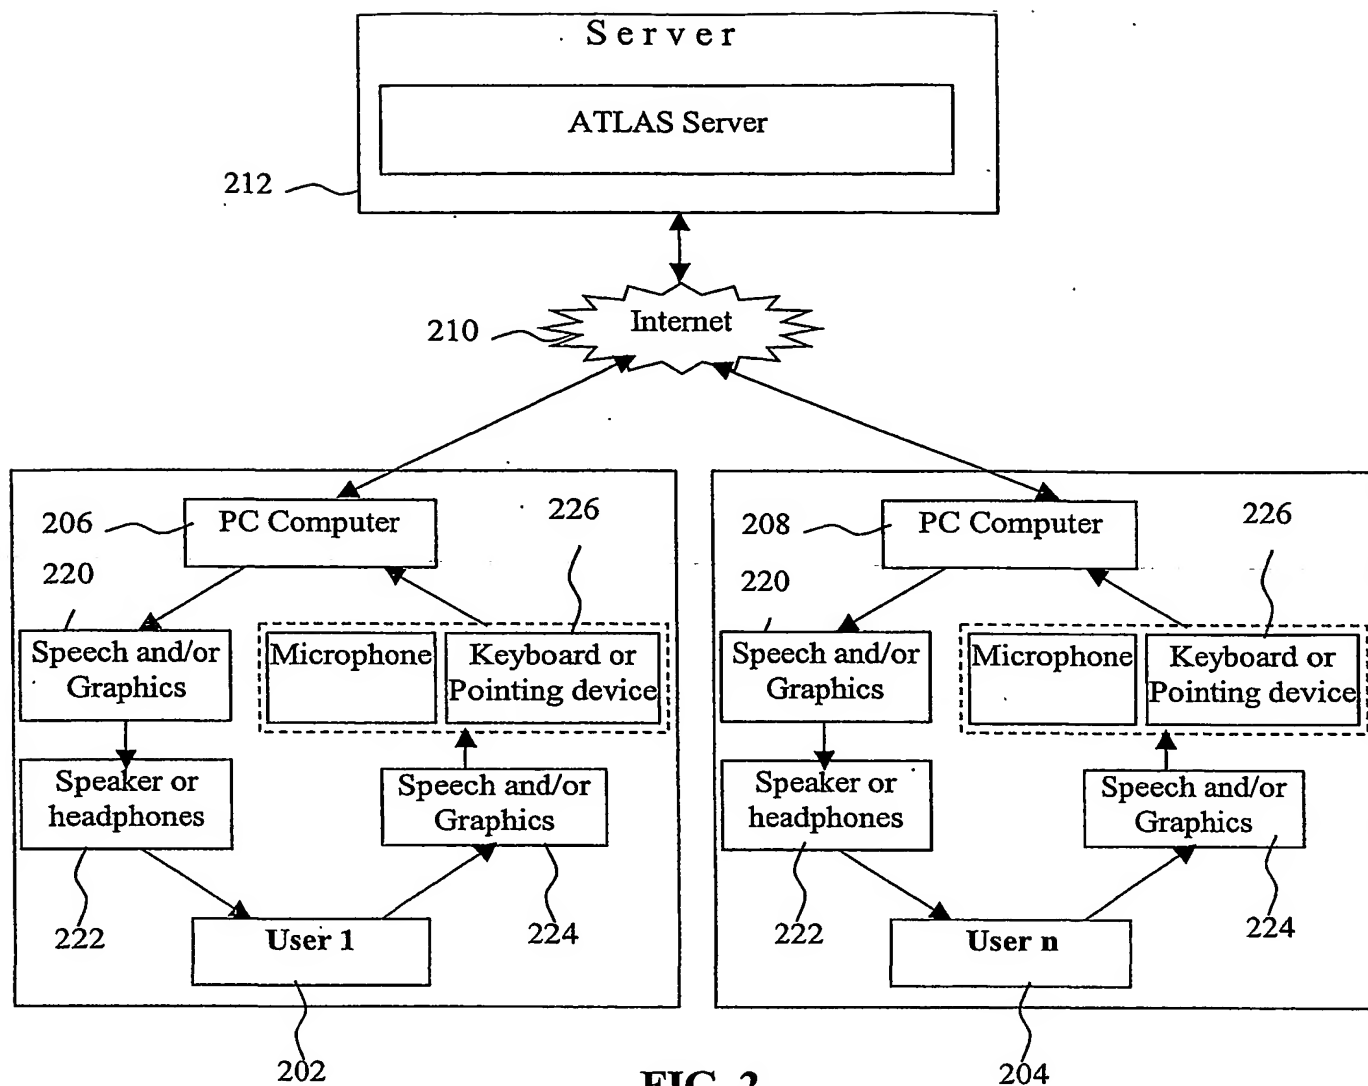 Server
ATLAS Server
212
Internet
210
PC Computer
206
226
220
Speech and/or
Graphics
Microphone
Keyboard or
Pointing device
Speaker or
headphones
Speech and/or
Graphics
222
User 1
224
202
PC Computer
208
226
220
Speech and/or
Graphics
Microphone
Keyboard or
Pointing device
Speaker or
headphones
Speech and/or
Graphics
222
User n
224
204
FIG. 2